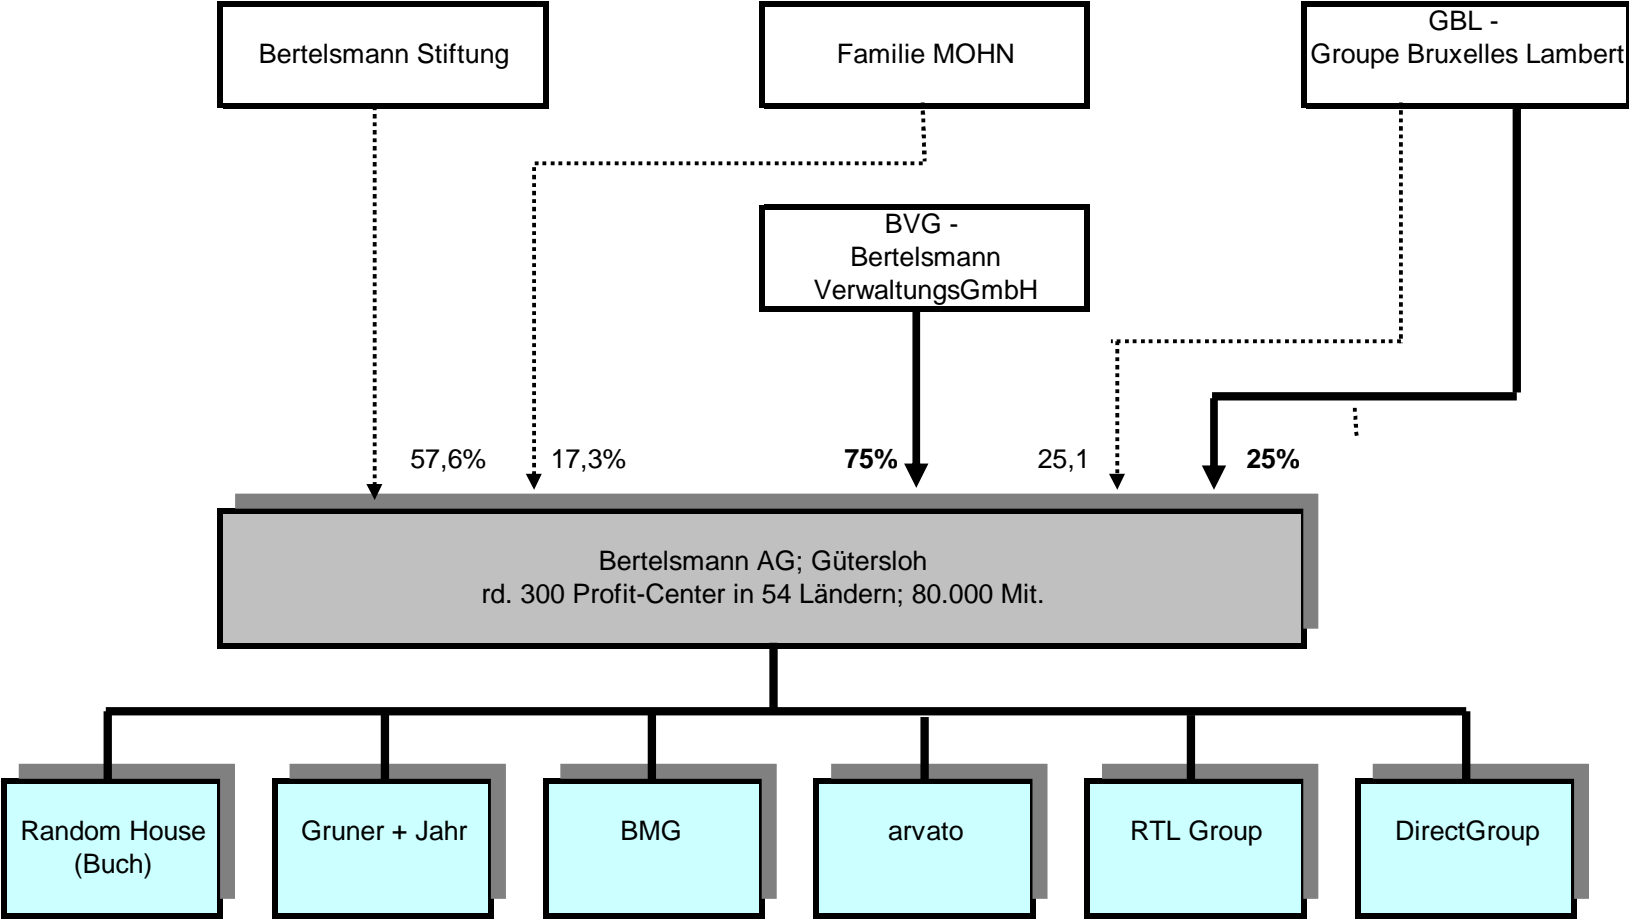 Bertelsmann Stiftung
Familie MOHN
GBL -
Groupe Bruxelles Lambert
BVG -
Bertelsmann
VerwaltungsGmbH
57,6%
17,3%
75%
25,1
25%
Bertelsmann AG; Gütersloh
rd. 300 Profit-Center in 54 Ländern; 80.000 Mit.
Random House
(Buch)
Gruner + Jahr
BMG
arvato
RTL Group
DirectGroup